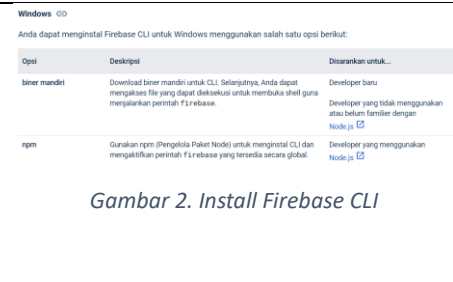 Windows
Anda dapat menginstal Firebase CLI untuk Windows menggunakan salah satu opsi berikut:
Opsi Deskripsi Disarankan untuk...
biner mandiri Download biner mandiri untuk CLI. Selanjutnya, Anda dapat Developer baru
mengakses file yang dapat dieksekusi untuk membuka shell guna
menjalankan perintah firebase. Developer yang tidak menggunakan
atau belum familier dengan
Node.js
npm Gunakan npm (Pengelola Paket Node) untuk menginstal CLI dan Developer yang menggunakan
mengaktifkan perintah firebase yang tersedia secara global. Node.js
Gambar 2. Install Firebase CLI